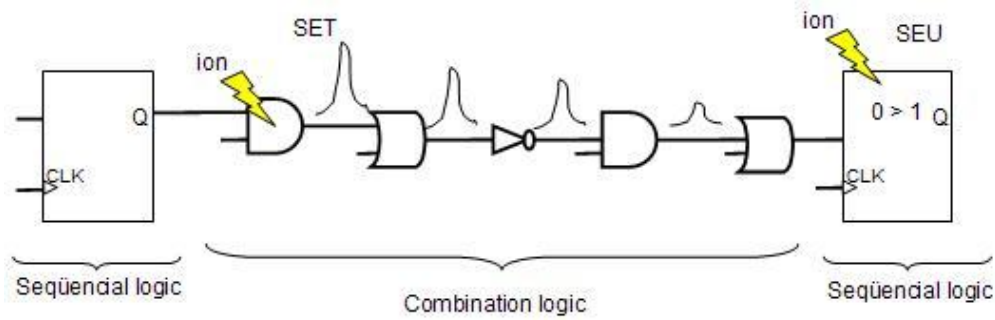 SET
ion
SEU
ion
Q
0 > 1 Q
CLK
CLK
Seqüencial logic
Combination logic
Seqüencial logic